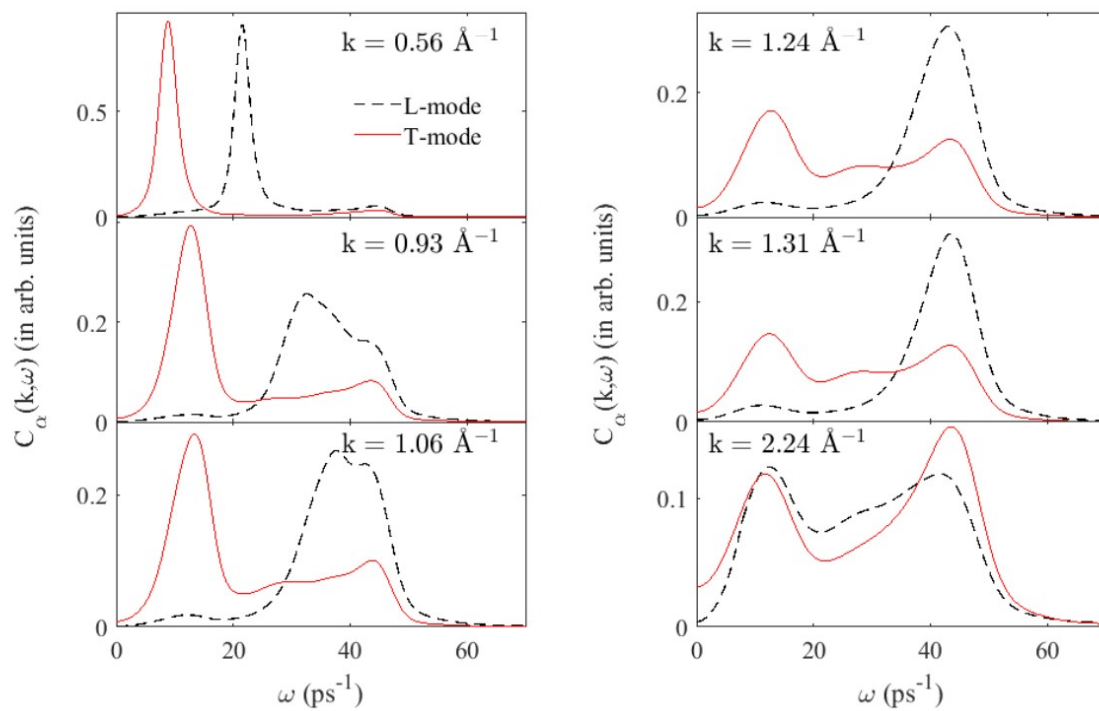 k = 0.56 Å⁻¹
0.5
L-mode
T-mode
0
k = 0.93 Å⁻¹
0.2
0
k = 1.06 Å⁻¹
0.2
0
0 20 40 60
ω (ps⁻¹)
C_α(k,ω) (in arb. units)
k = 1.24 Å⁻¹
0.2
0
k = 1.31 Å⁻¹
0.2
0
k = 2.24 Å⁻¹
0.1
0
0 20 40 60
ω (ps⁻¹)
C_α(k,ω) (in arb. units)